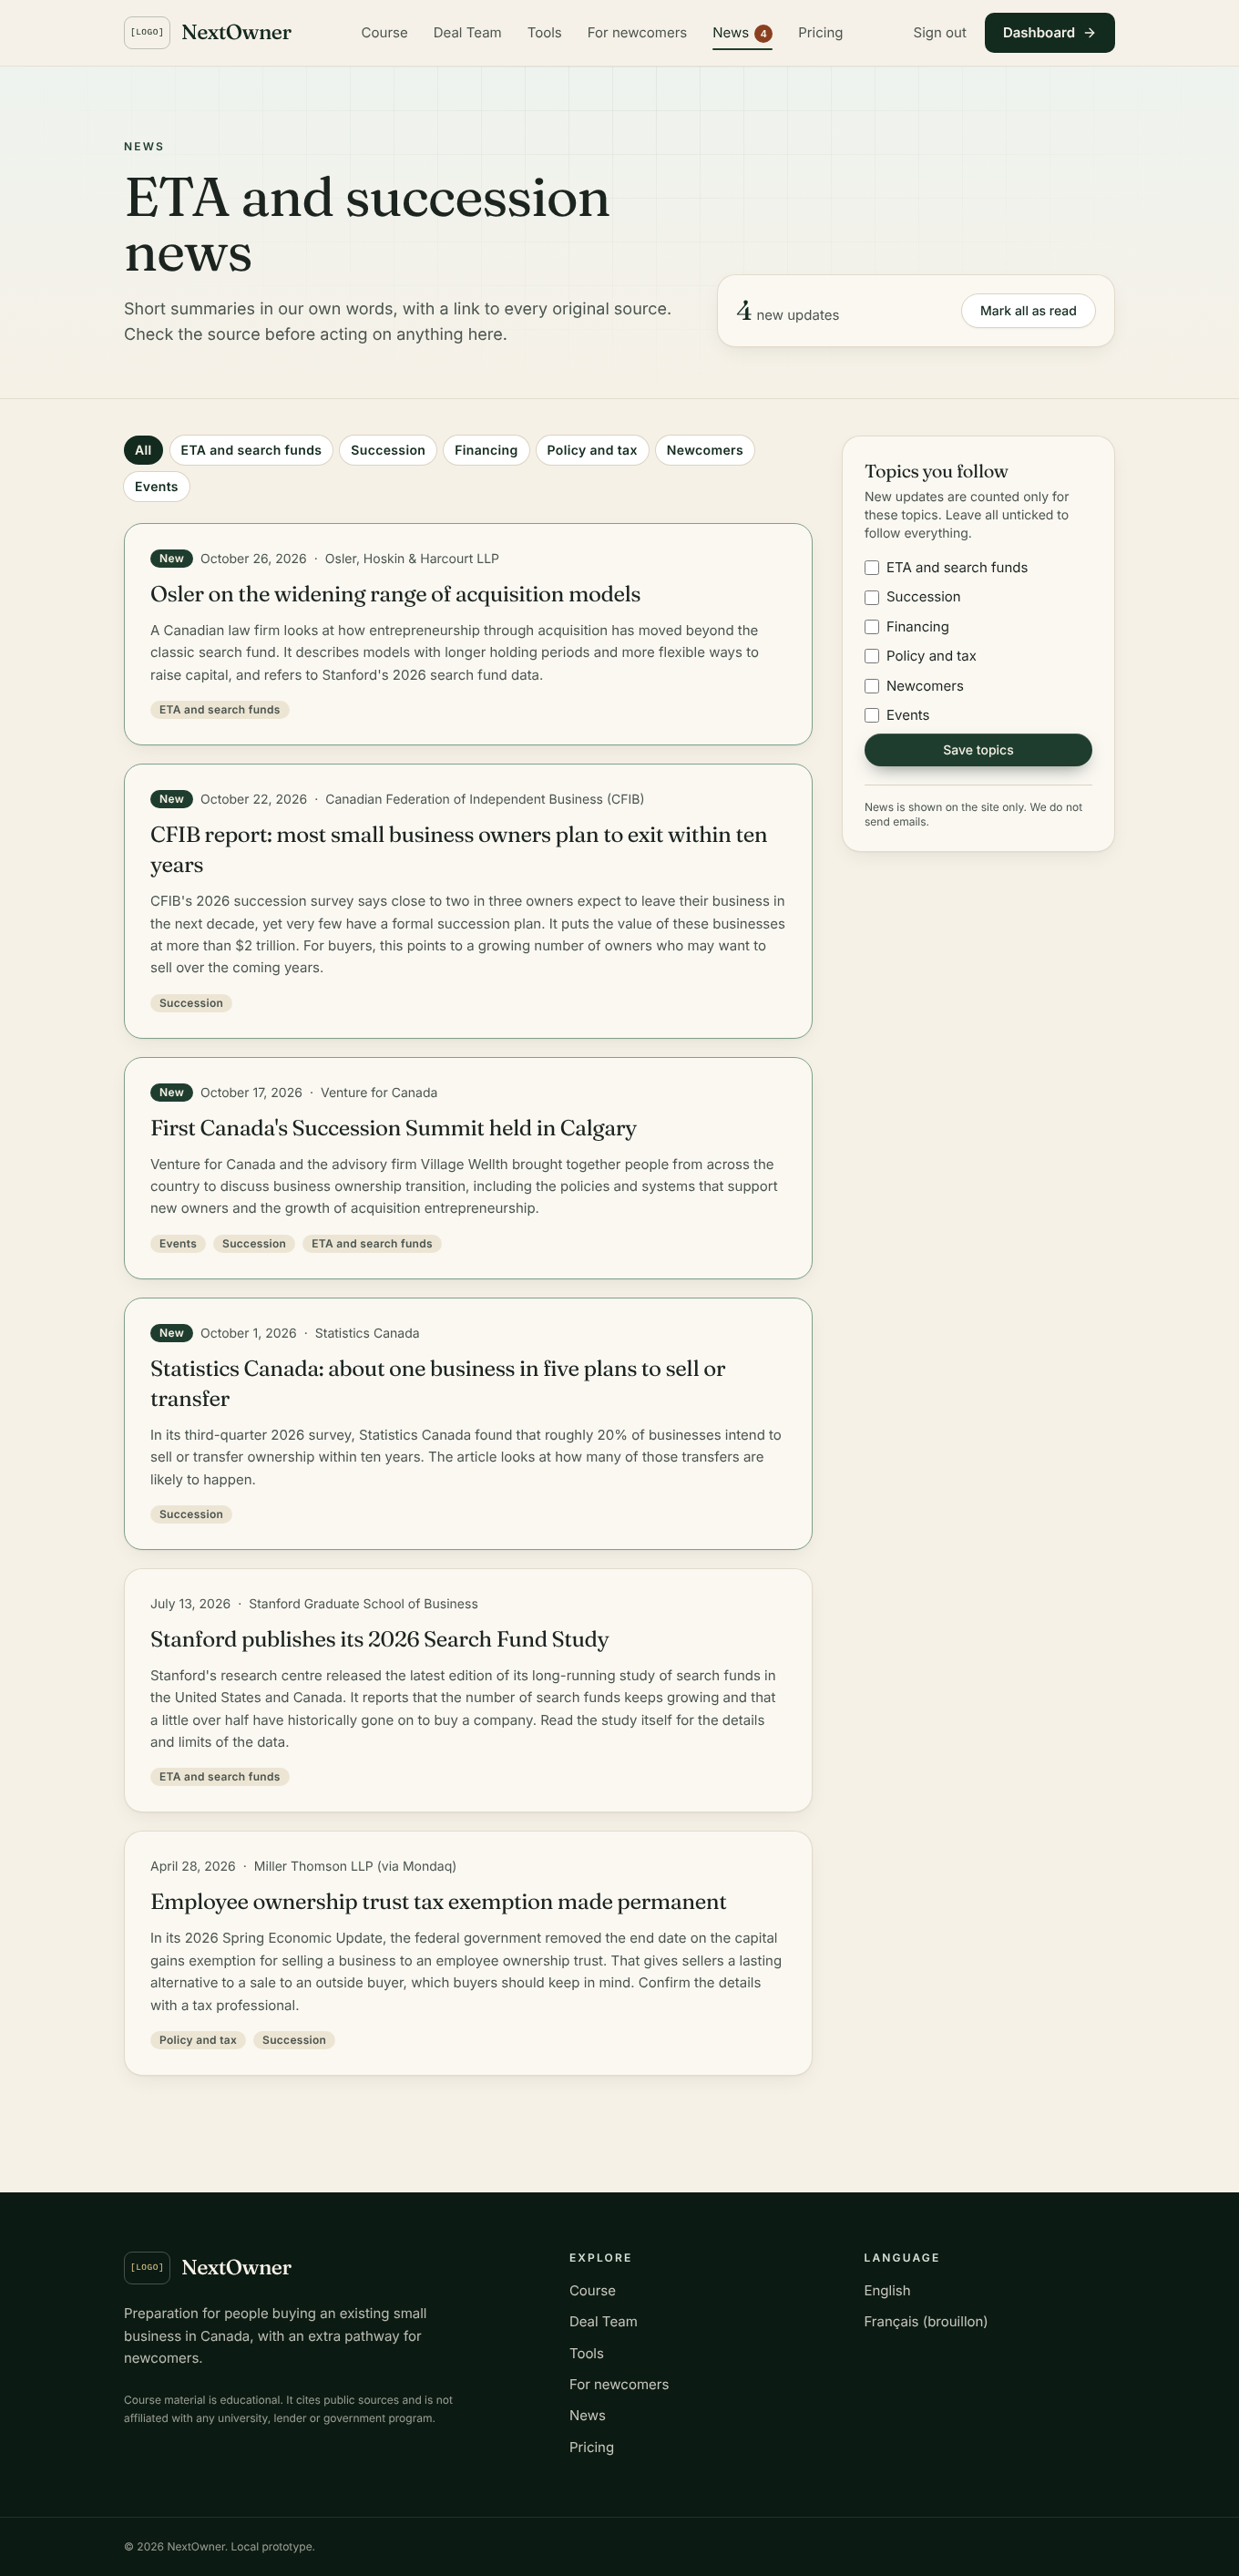 [LOGO] NextOwner Course Deal Team Tools For newcomers News 4 Pricing Sign out Dashboard →
NEWS
ETA and succession
news
Short summaries in our own words, with a link to every original source.
Check the source before acting on anything here.
4 new updates Mark all as read
All ETA and search funds Succession Financing Policy and tax Newcomers
Events
New October 26, 2026 · Osler, Hoskin & Harcourt LLP
Osler on the widening range of acquisition models
A Canadian law firm looks at how entrepreneurship through acquisition has moved beyond the
classic search fund. It describes models with longer holding periods and more flexible ways to
raise capital, and refers to Stanford's 2026 search fund data.
ETA and search funds
New October 22, 2026 · Canadian Federation of Independent Business (CFIB)
CFIB report: most small business owners plan to exit within ten
years
CFIB's 2026 succession survey says close to two in three owners expect to leave their business in
the next decade, yet very few have a formal succession plan. It puts the value of these businesses
at more than $2 trillion. For buyers, this points to a growing number of owners who may want to
sell over the coming years.
Succession
New October 17, 2026 · Venture for Canada
First Canada's Succession Summit held in Calgary
Venture for Canada and the advisory firm Village Wellth brought together people from across the
country to discuss business ownership transition, including the policies and systems that support
new owners and the growth of acquisition entrepreneurship.
Events Succession ETA and search funds
New October 1, 2026 · Statistics Canada
Statistics Canada: about one business in five plans to sell or
transfer
In its third-quarter 2026 survey, Statistics Canada found that roughly 20% of businesses intend to
sell or transfer ownership within ten years. The article looks at how many of those transfers are
likely to happen.
Succession
July 13, 2026 · Stanford Graduate School of Business
Stanford publishes its 2026 Search Fund Study
Stanford's research centre released the latest edition of its long-running study of search funds in
the United States and Canada. It reports that the number of search funds keeps growing and that
a little over half have historically gone on to buy a company. Read the study itself for the details
and limits of the data.
ETA and search funds
April 28, 2026 · Miller Thomson LLP (via Mondaq)
Employee ownership trust tax exemption made permanent
In its 2026 Spring Economic Update, the federal government removed the end date on the capital
gains exemption for selling a business to an employee ownership trust. That gives sellers a lasting
alternative to a sale to an outside buyer, which buyers should keep in mind. Confirm the details
with a tax professional.
Policy and tax Succession
Topics you follow
New updates are counted only for
these topics. Leave all unticked to
follow everything.
ETA and search funds
Succession
Financing
Policy and tax
Newcomers
Events
Save topics
News is shown on the site only. We do not
send emails.
[LOGO] NextOwner
Preparation for people buying an existing small
business in Canada, with an extra pathway for
newcomers.
Course material is educational. It cites public sources and is not
affiliated with any university, lender or government program.
EXPLORE
Course
Deal Team
Tools
For newcomers
News
Pricing
LANGUAGE
English
Français (brouillon)
© 2026 NextOwner. Local prototype.